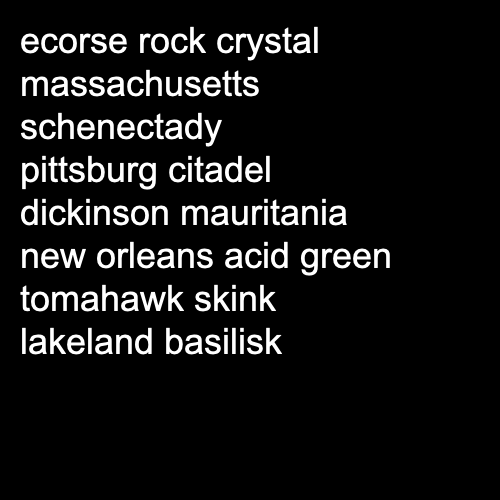 ecorse rock crystal
massachusetts
schenectady
pittsburg citadel
dickinson mauritania
new orleans acid green
tomahawk skink
lakeland basilisk